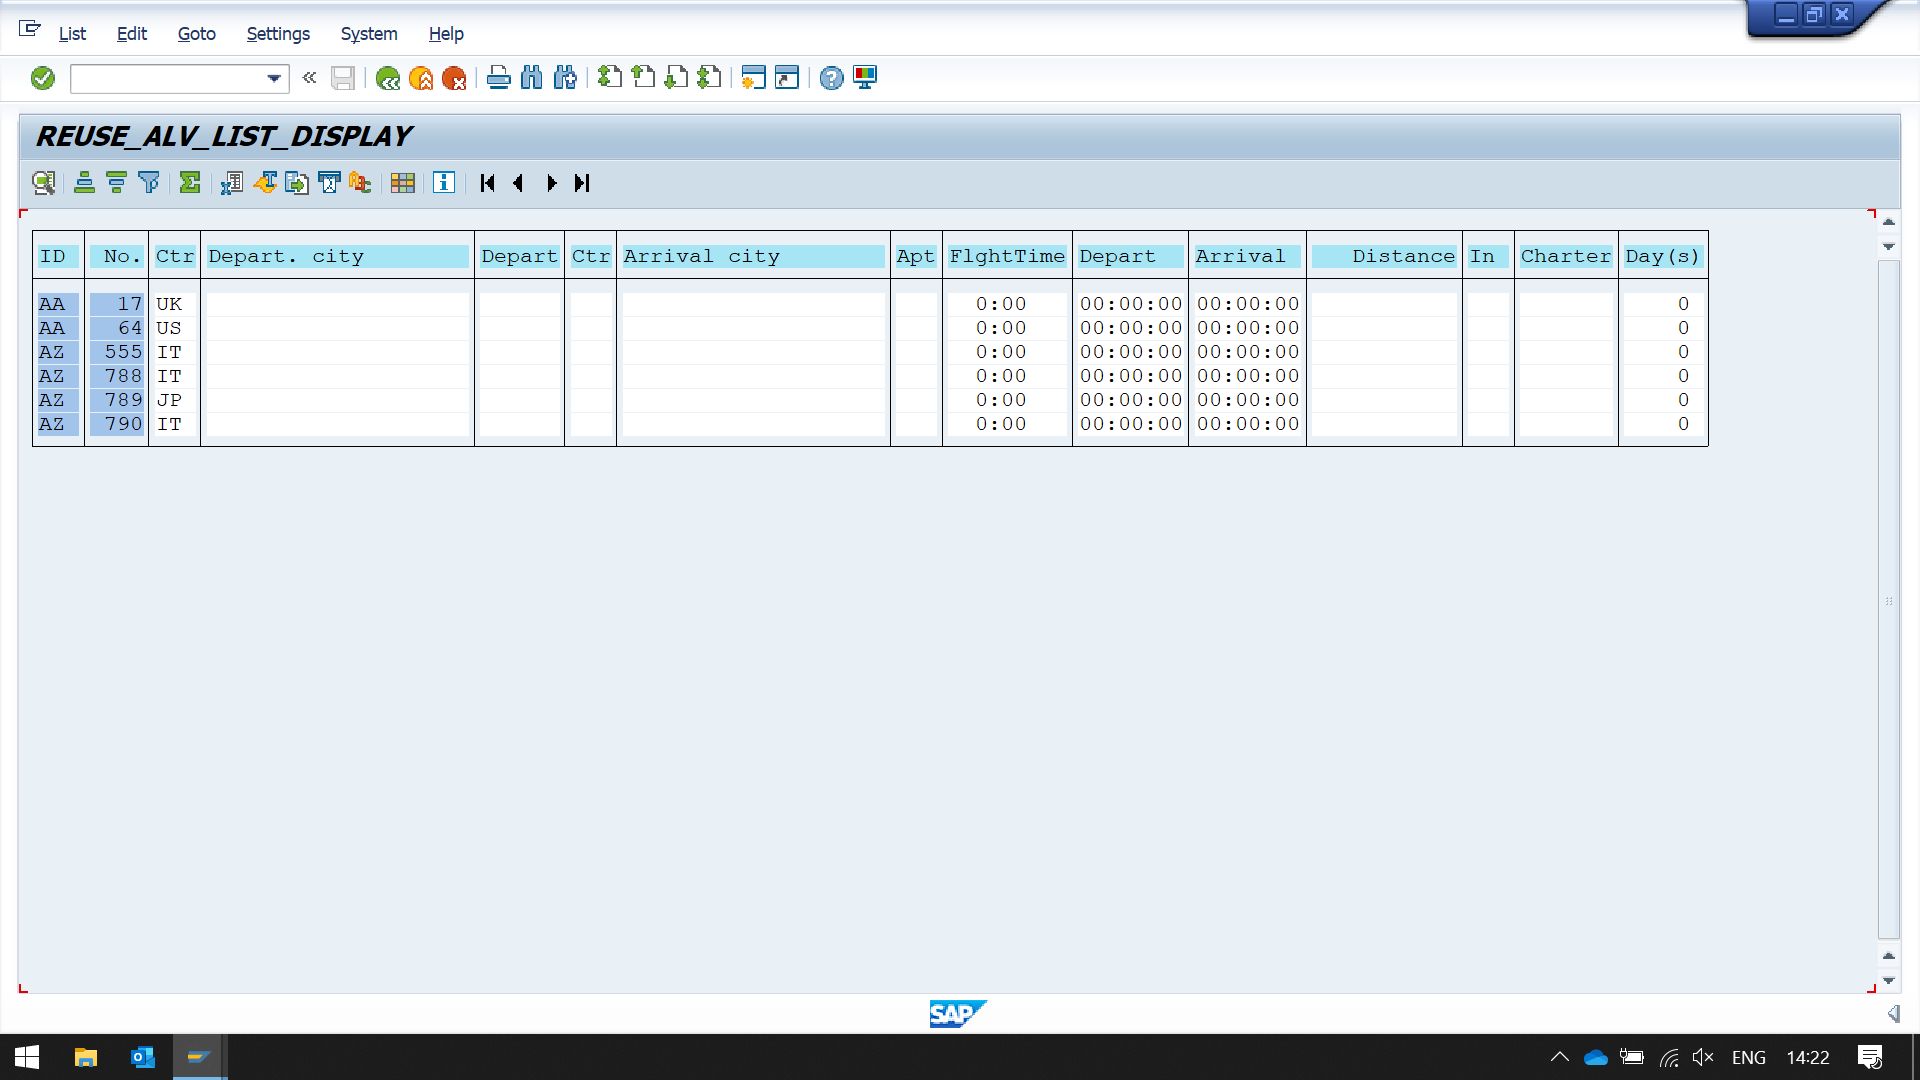 List Edit Goto Settings System Help
REUSE_ALV_LIST_DISPLAY
ID No. Ctr Depart. city Depart Ctr Arrival city Apt FlghtTime Depart Arrival Distance In Charter Day(s)
AA 17 UK 0:00 00:00:00 00:00:00 0
AA 64 US 0:00 00:00:00 00:00:00 0
AZ 555 IT 0:00 00:00:00 00:00:00 0
AZ 788 IT 0:00 00:00:00 00:00:00 0
AZ 789 JP 0:00 00:00:00 00:00:00 0
AZ 790 IT 0:00 00:00:00 00:00:00 0
SAP
ENG 14:22